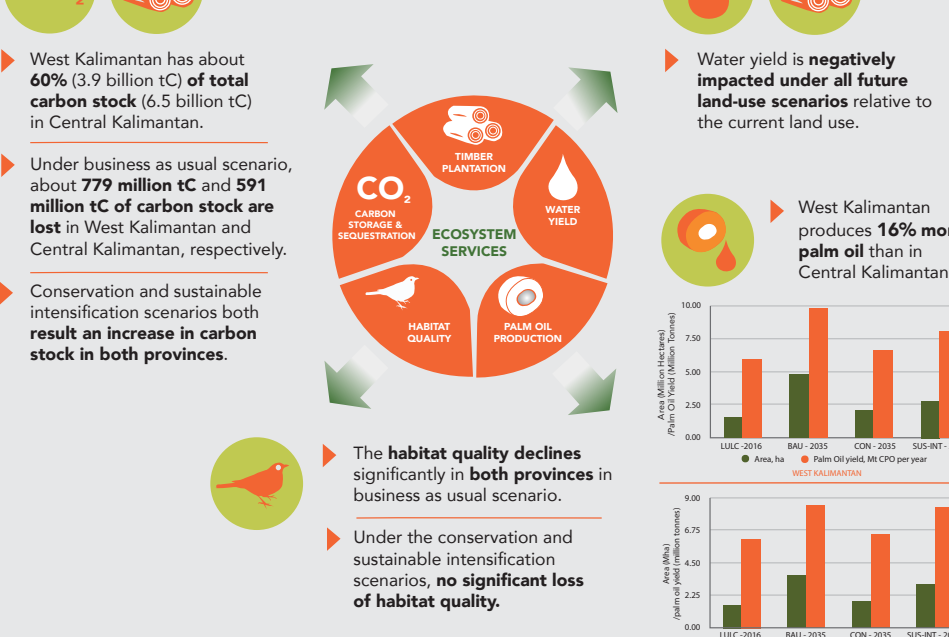 West Kalimantan has about
60% (3.9 billion tC) of total
carbon stock (6.5 billion tC)
in Central Kalimantan.
Under business as usual scenario,
about 779 million tC and 591
million tC of carbon stock are
lost in West Kalimantan and
Central Kalimantan, respectively.
Conservation and sustainable
intensification scenarios both
result an increase in carbon
stock in both provinces.
TIMBER
PLANTATION
CO2
CARBON
STORAGE &
SEQUESTRATION
WATER
YIELD
ECOSYSTEM
SERVICES
HABITAT
QUALITY
PALM OIL
PRODUCTION
The habitat quality declines
significantly in both provinces in
business as usual scenario.
Under the conservation and
sustainable intensification
scenarios, no significant loss
of habitat quality.
Water yield is negatively
impacted under all future
land-use scenarios relative to
the current land use.
West Kalimantan
produces 16%
palm oil than in
Central Kalimantan
Area (Million Hectares)
/Palm Oil Yield (Million Tonnes)
10.00
7.50
5.00
2.50
0.00
LULC -2016 BAU - 2035 CON - 2035 SUS-INT -
Area, ha Palm Oil yield, Mt CPO per year
WEST KALIMANTAN
Area (Mha)
/palm oil yield (million tonnes)
9.00
6.75
4.50
2.25
0.00
LULC -2016 BAU - 2035 CON - 2035 SUS-INT -